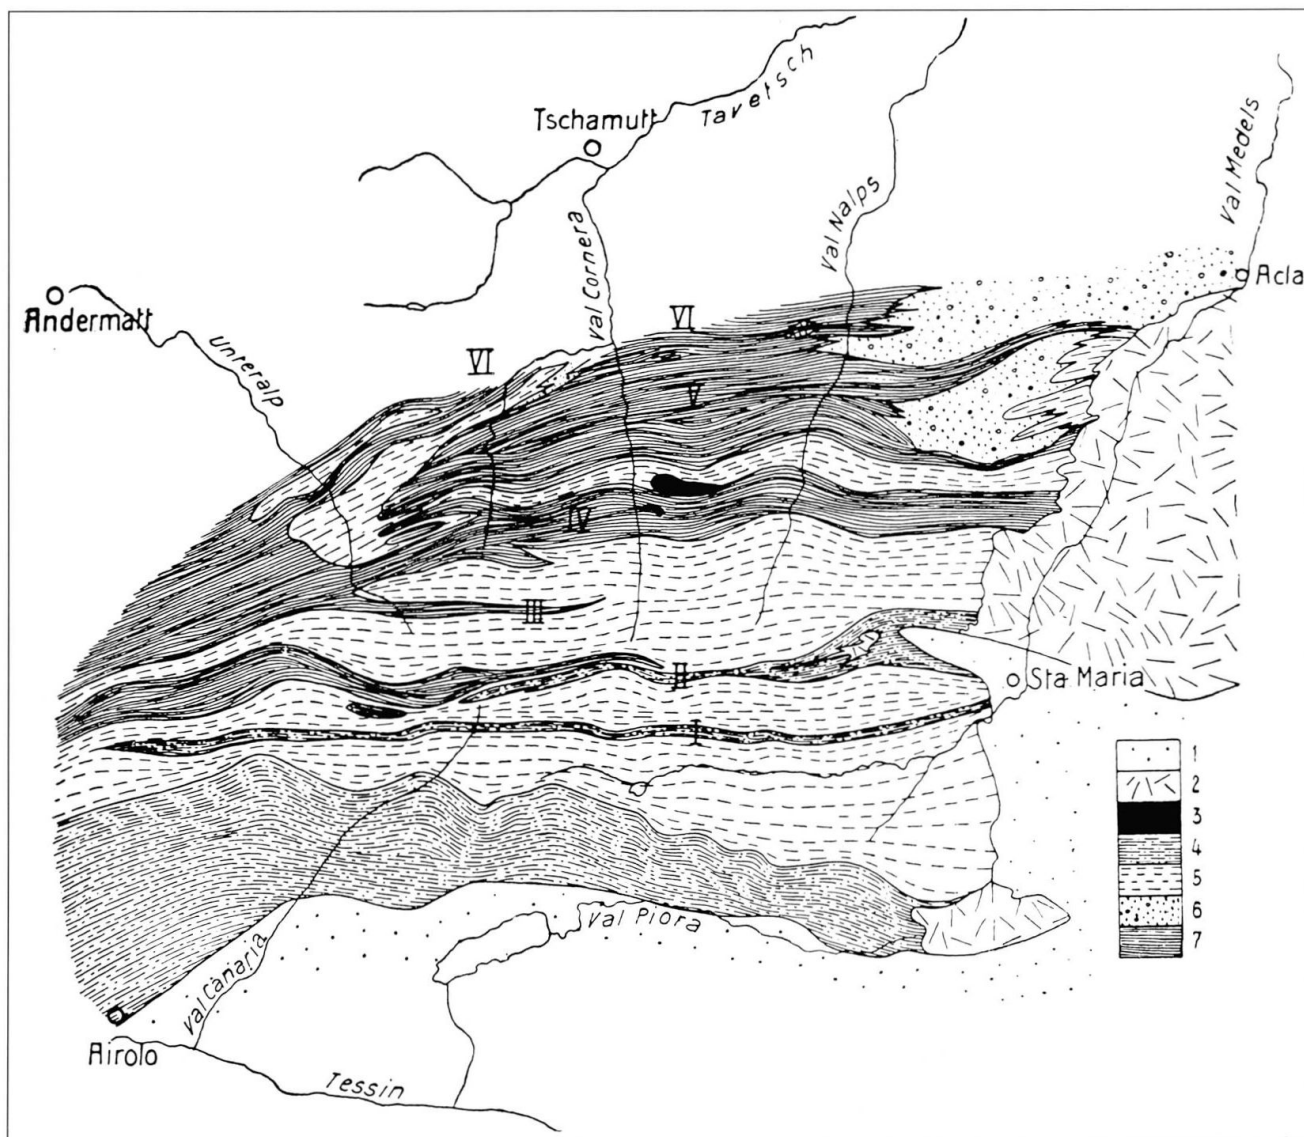 Tschamutt
Tavetsch
Val Medels
Val Nalps
Val Cornera
Acla
Andermatt
Unteralp
VI
VI
V
IV
III
II
Sta Maria
I
1
2
3
4
5
6
7
Val Piora
Val Canaria
Airolo
Tessin